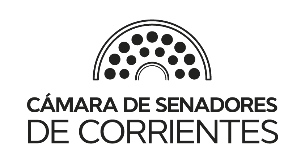 CÁMARA DE SENADORES
DE CORRIENTES